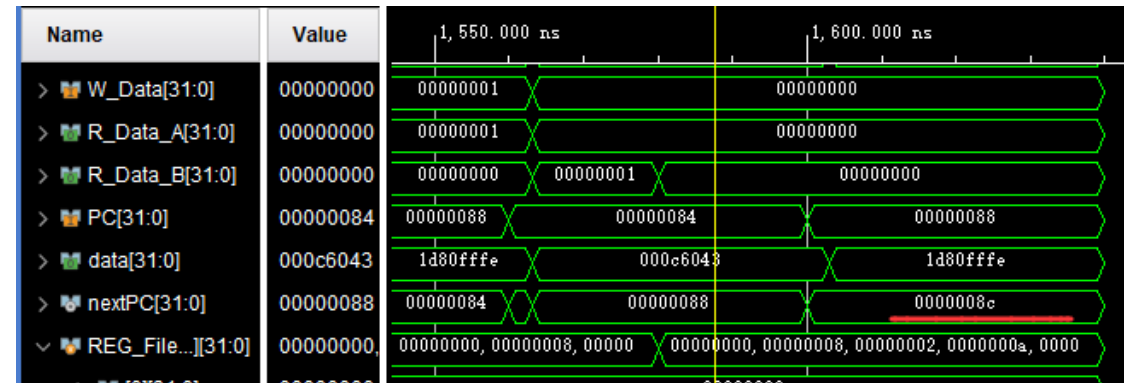 Name Value 1,550.000 ns 1,600.000 ns
> W_Data[31:0] 00000000 00000001 00000000
> R_Data_A[31:0] 00000000 00000001 00000000
> R_Data_B[31:0] 00000000 00000000 00000001 00000000
> PC[31:0] 00000084 00000088 00000084 00000088
> data[31:0] 000c6043 1d80fffe 000c6043 1d80fffe
> nextPC[31:0] 00000088 00000084 00000088 0000008c
REG_File...][31:0] 00000000, 00000000, 00000008, 00000 00000000, 00000008, 00000002, 0000000a, 0000